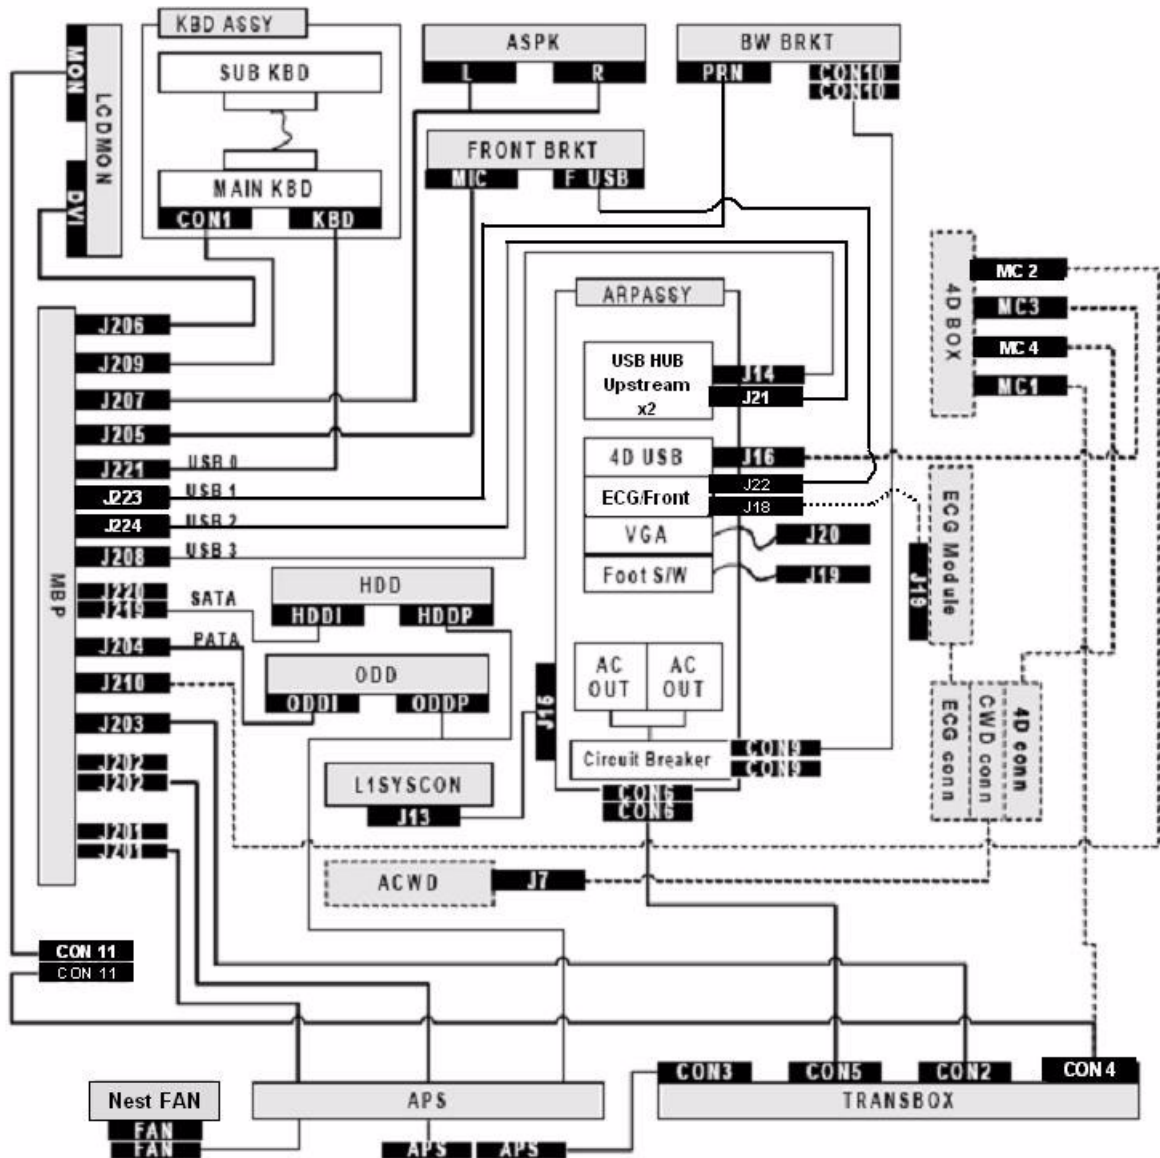 KBD ASSY
SUB KBD
MAIN KBD
CON1 KBD
MON
LCDMON
DVI
ASPK
L R
BW BRKT
PRN CON10
CON10
FRONT BRKT
MIC F USB
MBP
J206
J209
J207
J205
J221 USB 0
J223 USB 1
J224 USB 2
J208 USB 3
J220
J219 SATA
J204 PATA
J210
J203
J202
J202
J201
J201
HDD
HDDI HDDP
ODD
ODDI ODDP
L1SYSCON
J13
ACWD J7
ARPASSY
USB HUB
Upstream
x2
J14
J21
4D USB J16
ECG/Front J22
J18
VGA J20
Foot S/W J19
AC
OUT
AC
OUT
J16
Circuit Breaker
CON9
CON9
CON6
CON6
4D BOX
MC 2
MC3
MC 4
MC1
ECG Module
J18
ECG conn
CWD conn
4D conn
CON 11
CON 11
Nest FAN
FAN
FAN
APS
APS APS
CON3 CON5 CON2 CON 4
TRANSBOX